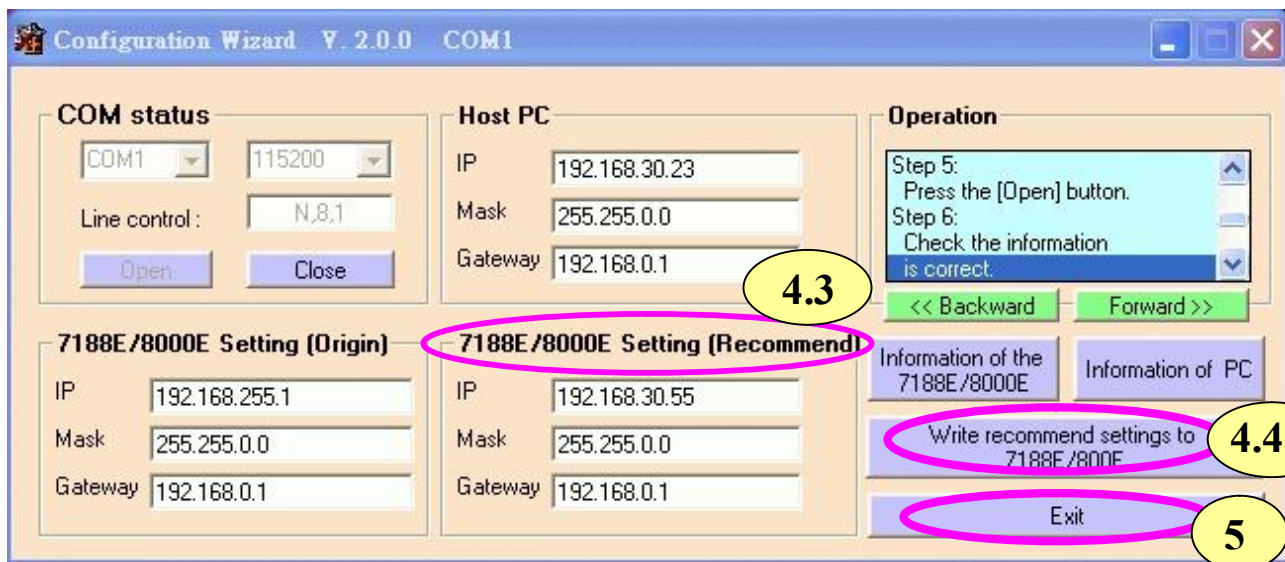 Configuration Wizard V. 2.0.0 COM1
COM status
COM1 115200
Line control : N,8,1
Open Close
Host PC
IP 192.168.30.23
Mask 255.255.0.0
Gateway 192.168.0.1
4.3
Operation
Step 5:
Press the [Open] button.
Step 6:
Check the information
is correct.
<< Backward Forward >>
7188E/8000E Setting (Origin)
IP 192.168.255.1
Mask 255.255.0.0
Gateway 192.168.0.1
7188E/8000E Setting (Recommend)
IP 192.168.30.55
Mask 255.255.0.0
Gateway 192.168.0.1
Information of the
7188E/8000E
Information of PC
Write recommend settings to
7188E/800E
4.4
Exit
5